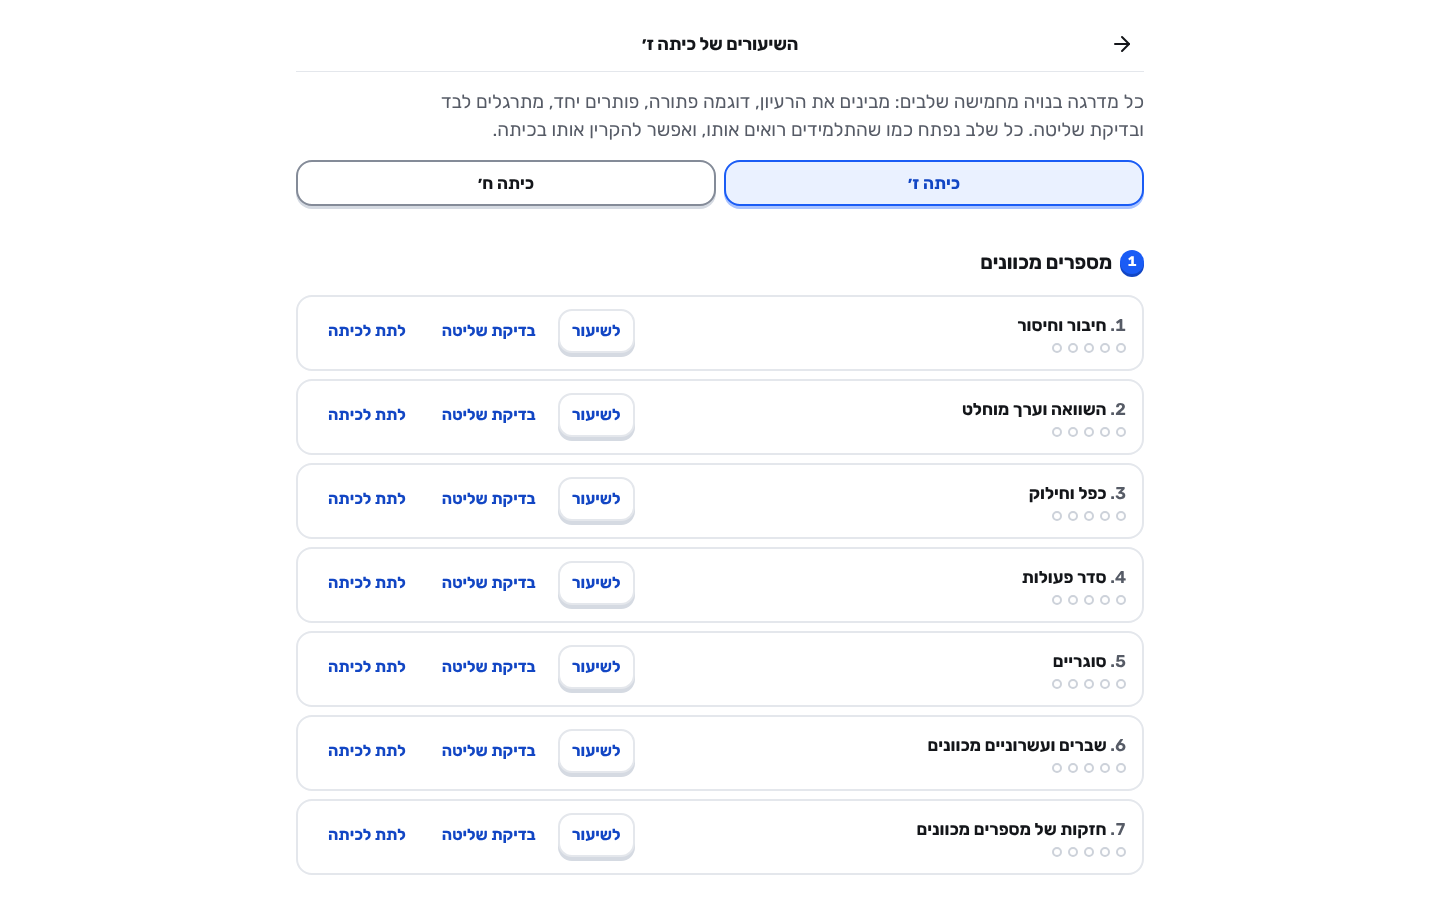 השיעורים של כיתה ז׳
כל מדרגה בנויה מחמישה שלבים: מבינים את הרעיון, דוגמה פתורה, פותרים יחד, מתרגלים לבד
ובדיקת שליטה. כל שלב נפתח כמו שהתלמידים רואים אותו, ואפשר להקרין אותו בכיתה.
כיתה ז׳
כיתה ח׳
1 מספרים מכוונים
1. חיבור וחיסור
לשיעור בדיקת שליטה לתת לכיתה
2. השוואה וערך מוחלט
לשיעור בדיקת שליטה לתת לכיתה
3. כפל וחילוק
לשיעור בדיקת שליטה לתת לכיתה
4. סדר פעולות
לשיעור בדיקת שליטה לתת לכיתה
5. סוגריים
לשיעור בדיקת שליטה לתת לכיתה
6. שברים ועשרוניים מכוונים
לשיעור בדיקת שליטה לתת לכיתה
7. חזקות של מספרים מכוונים
לשיעור בדיקת שליטה לתת לכיתה